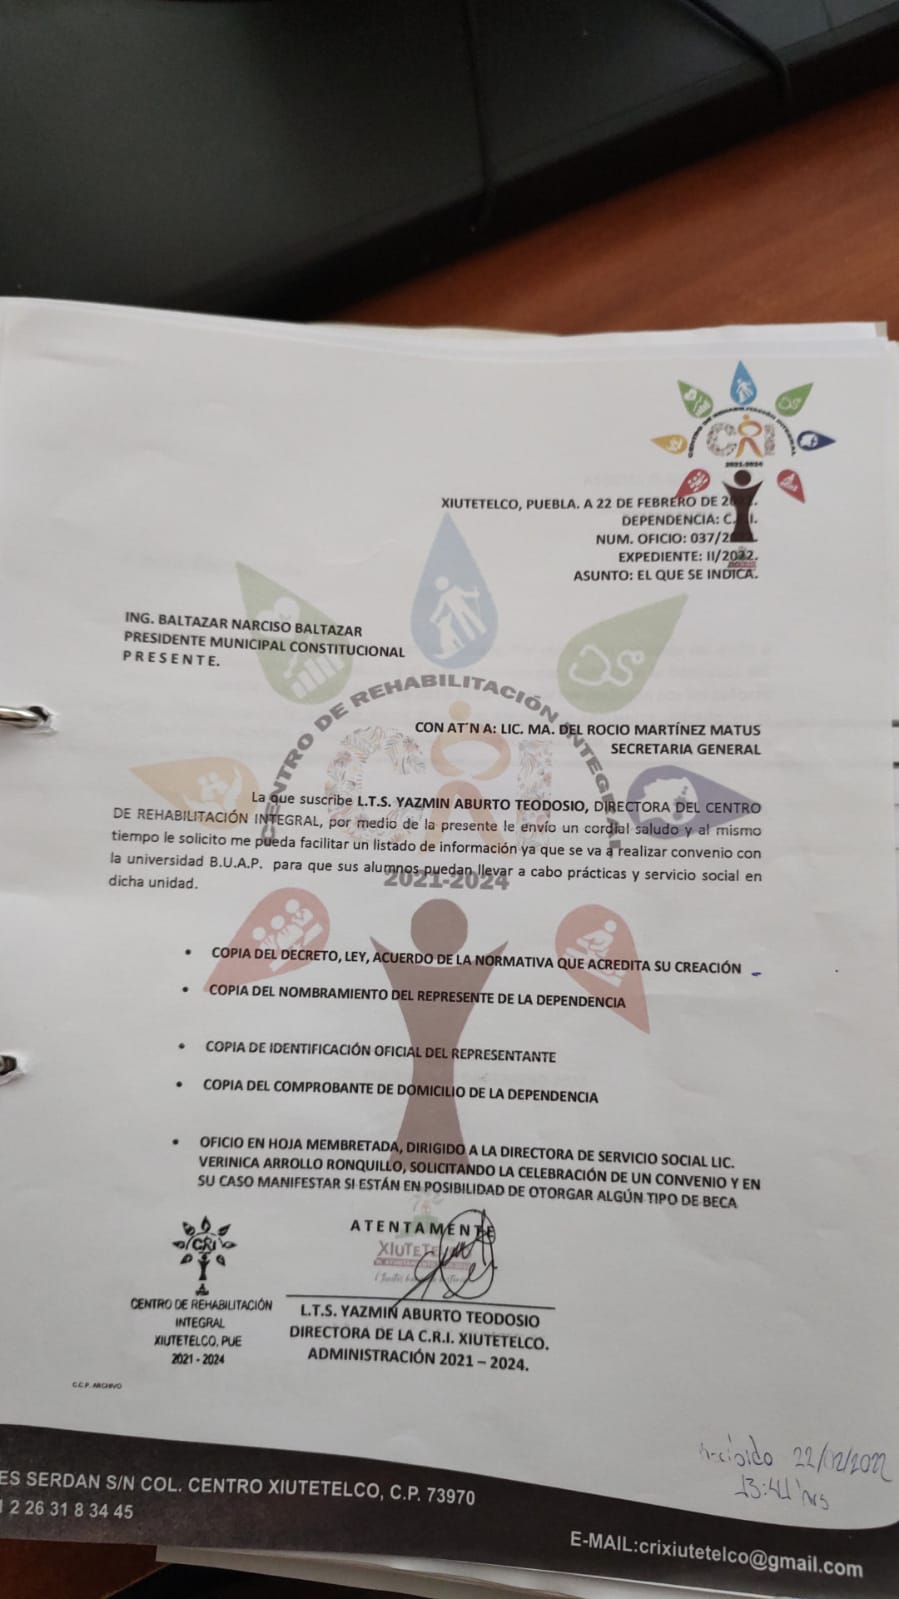 CENTRO DE REHABILITACIÓN INTEGRAL
CRI
2021-2024
XIUTETELCO, PUEBLA. A 22 DE FEBRERO DE
DEPENDENCIA: C.
NUM. OFICIO: 037/2
EXPEDIENTE: II/2022.
ASUNTO: EL QUE SE INDICA.
ING. BALTAZAR NARCISO BALTAZAR
PRESIDENTE MUNICIPAL CONSTITUCIONAL
P R E S E N T E.
CENTRO DE REHABILITACIÓN INTEGRAL
CRI
2021-2024
CON AT´N A: LIC. MA. DEL ROCIO MARTÍNEZ MATUS
SECRETARIA GENERAL
La que suscribe L.T.S. YAZMIN ABURTO TEODOSIO, DIRECTORA DEL CENTRO
DE REHABILITACIÓN INTEGRAL, por medio de la presente le envío un cordial saludo y al mismo
tiempo le solicito me pueda facilitar un listado de información ya que se va a realizar convenio con
la universidad B.U.A.P. para que sus alumnos puedan llevar a cabo prácticas y servicio social en
dicha unidad.
• COPIA DEL DECRETO, LEY, ACUERDO DE LA NORMATIVA QUE ACREDITA SU CREACIÓN
• COPIA DEL NOMBRAMIENTO DEL REPRESENTE DE LA DEPENDENCIA
• COPIA DE IDENTIFICACIÓN OFICIAL DEL REPRESENTANTE
• COPIA DEL COMPROBANTE DE DOMICILIO DE LA DEPENDENCIA
• OFICIO EN HOJA MEMBRETADA, DIRIGIDO A LA DIRECTORA DE SERVICIO SOCIAL LIC.
VERINICA ARROLLO RONQUILLO, SOLICITANDO LA CELEBRACIÓN DE UN CONVENIO Y EN
SU CASO MANIFESTAR SI ESTÁN EN POSIBILIDAD DE OTORGAR ALGÚN TIPO DE BECA
A T E N T A M E N T E
L.T.S. YAZMIN ABURTO TEODOSIO
DIRECTORA DE LA C.R.I. XIUTETELCO.
ADMINISTRACIÓN 2021 – 2024.
CRI
CENTRO DE REHABILITACIÓN
INTEGRAL
XIUTETELCO. PUE
2021 - 2024
C.C.P. ARCHIVO
Recibido 22/02/2022
13:41 hrs
ES SERDAN S/N COL. CENTRO XIUTETELCO, C.P. 73970
1 2 26 31 8 34 45
E-MAIL:crixiutetelco@gmail.com